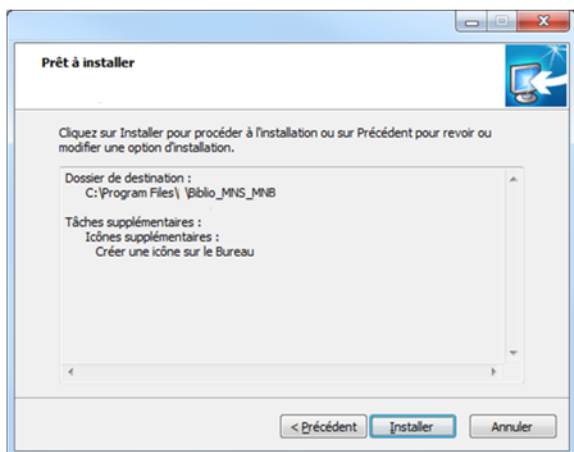 Prêt à installer
Cliquez sur Installer pour procéder à l'installation ou sur Précédent pour revoir ou
modifier une option d'installation.
Dossier de destination :
C:\Program Files\ \Biblio_MNS_MNB
Tâches supplémentaires :
Icônes supplémentaires :
Créer une icône sur le Bureau
< Précédent Installer Annuler